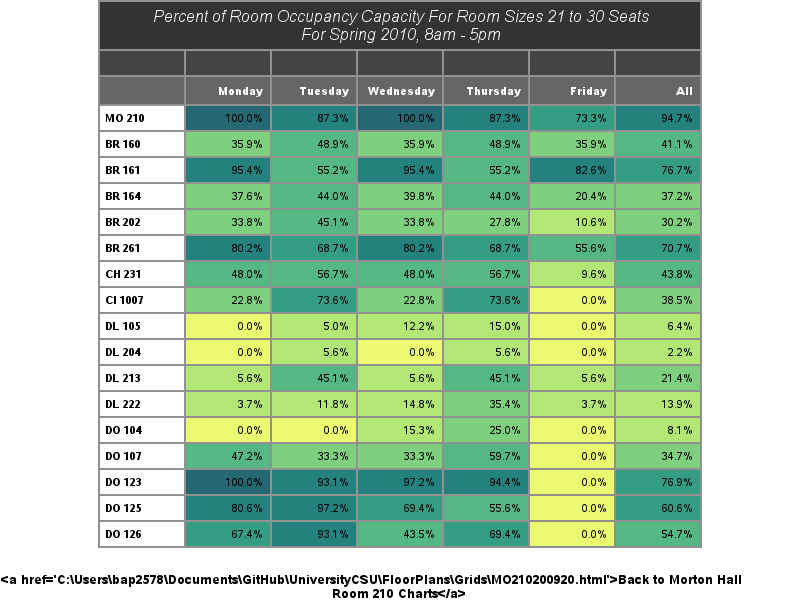 Percent of Room Occupancy Capacity For Room Sizes 21 to 30 Seats
For Spring 2010, 8am - 5pm
Monday Tuesday Wednesday Thursday Friday All
MO 210 100.0% 87.3% 100.0% 87.3% 73.3% 94.7%
BR 160 35.9% 48.9% 35.9% 48.9% 35.9% 41.1%
BR 161 95.4% 55.2% 95.4% 55.2% 82.6% 76.7%
BR 164 37.6% 44.0% 39.8% 44.0% 20.4% 37.2%
BR 202 33.8% 45.1% 33.8% 27.8% 10.6% 30.2%
BR 261 80.2% 68.7% 80.2% 68.7% 55.6% 70.7%
CH 231 48.0% 56.7% 48.0% 56.7% 9.6% 43.8%
CI 1007 22.8% 73.6% 22.8% 73.6% 0.0% 38.5%
DL 105 0.0% 5.0% 12.2% 15.0% 0.0% 6.4%
DL 204 0.0% 5.6% 0.0% 5.6% 0.0% 2.2%
DL 213 5.6% 45.1% 5.6% 45.1% 5.6% 21.4%
DL 222 3.7% 11.8% 14.8% 35.4% 3.7% 13.9%
DO 104 0.0% 0.0% 15.3% 25.0% 0.0% 8.1%
DO 107 47.2% 33.3% 33.3% 59.7% 0.0% 34.7%
DO 123 100.0% 93.1% 97.2% 94.4% 0.0% 76.9%
DO 125 80.6% 97.2% 69.4% 55.6% 0.0% 60.6%
DO 126 67.4% 93.1% 43.5% 69.4% 0.0% 54.7%
<a href='C:\Users\bap2578\Documents\GitHub\UniversityCSU\FloorPlans\Grids\MO210200920.html'>Back to Morton Hall
Room 210 Charts</a>